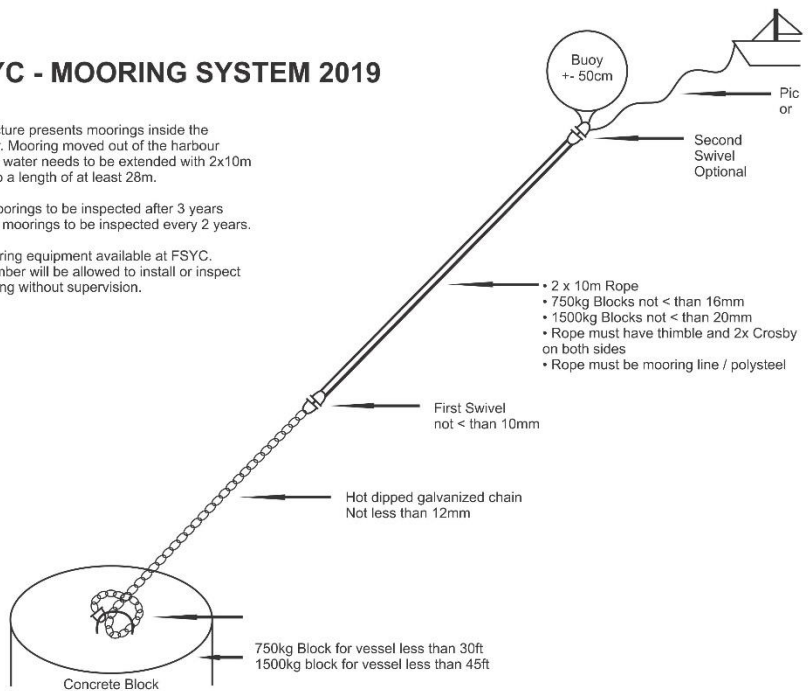 YC - MOORING SYSTEM 2019
Buoy
+- 50cm
Pic
or
Second
Swivel
Optional
ture presents moorings inside the
. Mooring moved out of the harbour
water needs to be extended with 2x10m
o a length of at least 28m.
oorings to be inspected after 3 years
moorings to be inspected every 2 years.
ring equipment available at FSYC.
mber will be allowed to install or inspect
ng without supervision.
• 2 x 10m Rope
• 750kg Blocks not < than 16mm
• 1500kg Blocks not < than 20mm
• Rope must have thimble and 2x Crosby
on both sides
• Rope must be mooring line / polysteel
First Swivel
not < than 10mm
Hot dipped galvanized chain
Not less than 12mm
750kg Block for vessel less than 30ft
1500kg block for vessel less than 45ft
Concrete Block